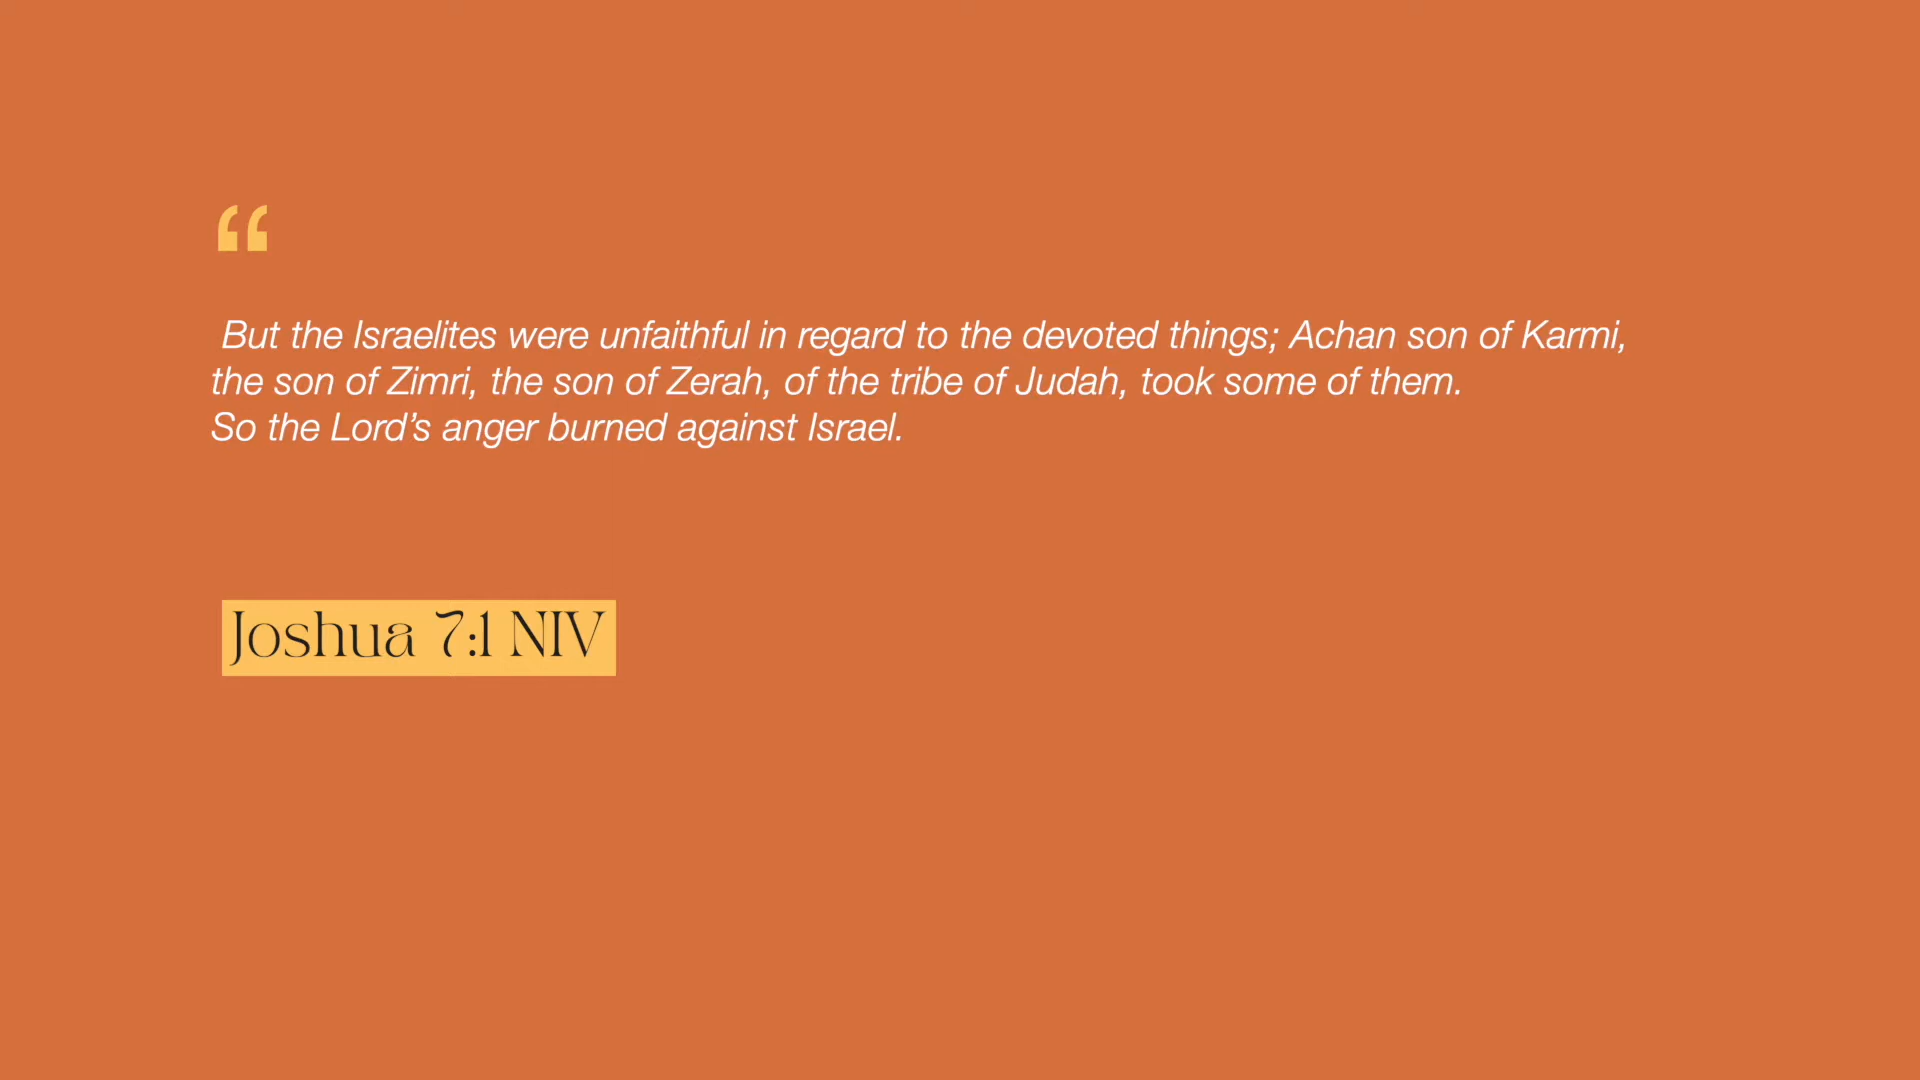 “
But the Israelites were unfaithful in regard to the devoted things; Achan son of Karmi,
the son of Zimri, the son of Zerah, of the tribe of Judah, took some of them.
So the Lord’s anger burned against Israel.
Joshua 7:1 NIV